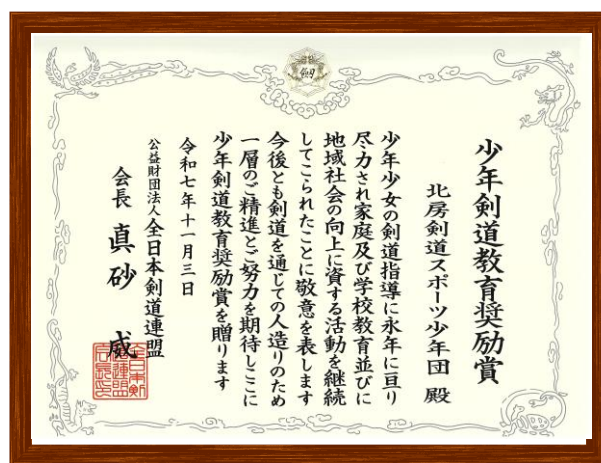 少年剣道教育奨励賞
北房剣道スポーツ少年団 殿
少年少女の剣道指導に永年に亘り
尽力され家庭及び学校教育並びに
地域社会の向上に資する活動を継続
してこられたことに敬意を表します
今後とも剣道を通じての人造りのため
一層のご精進とご努力を期待しここに
少年剣道教育奨励賞を贈ります
令和七年十一月三日
公益財団法人全日本剣道連盟
会長 真砂 威